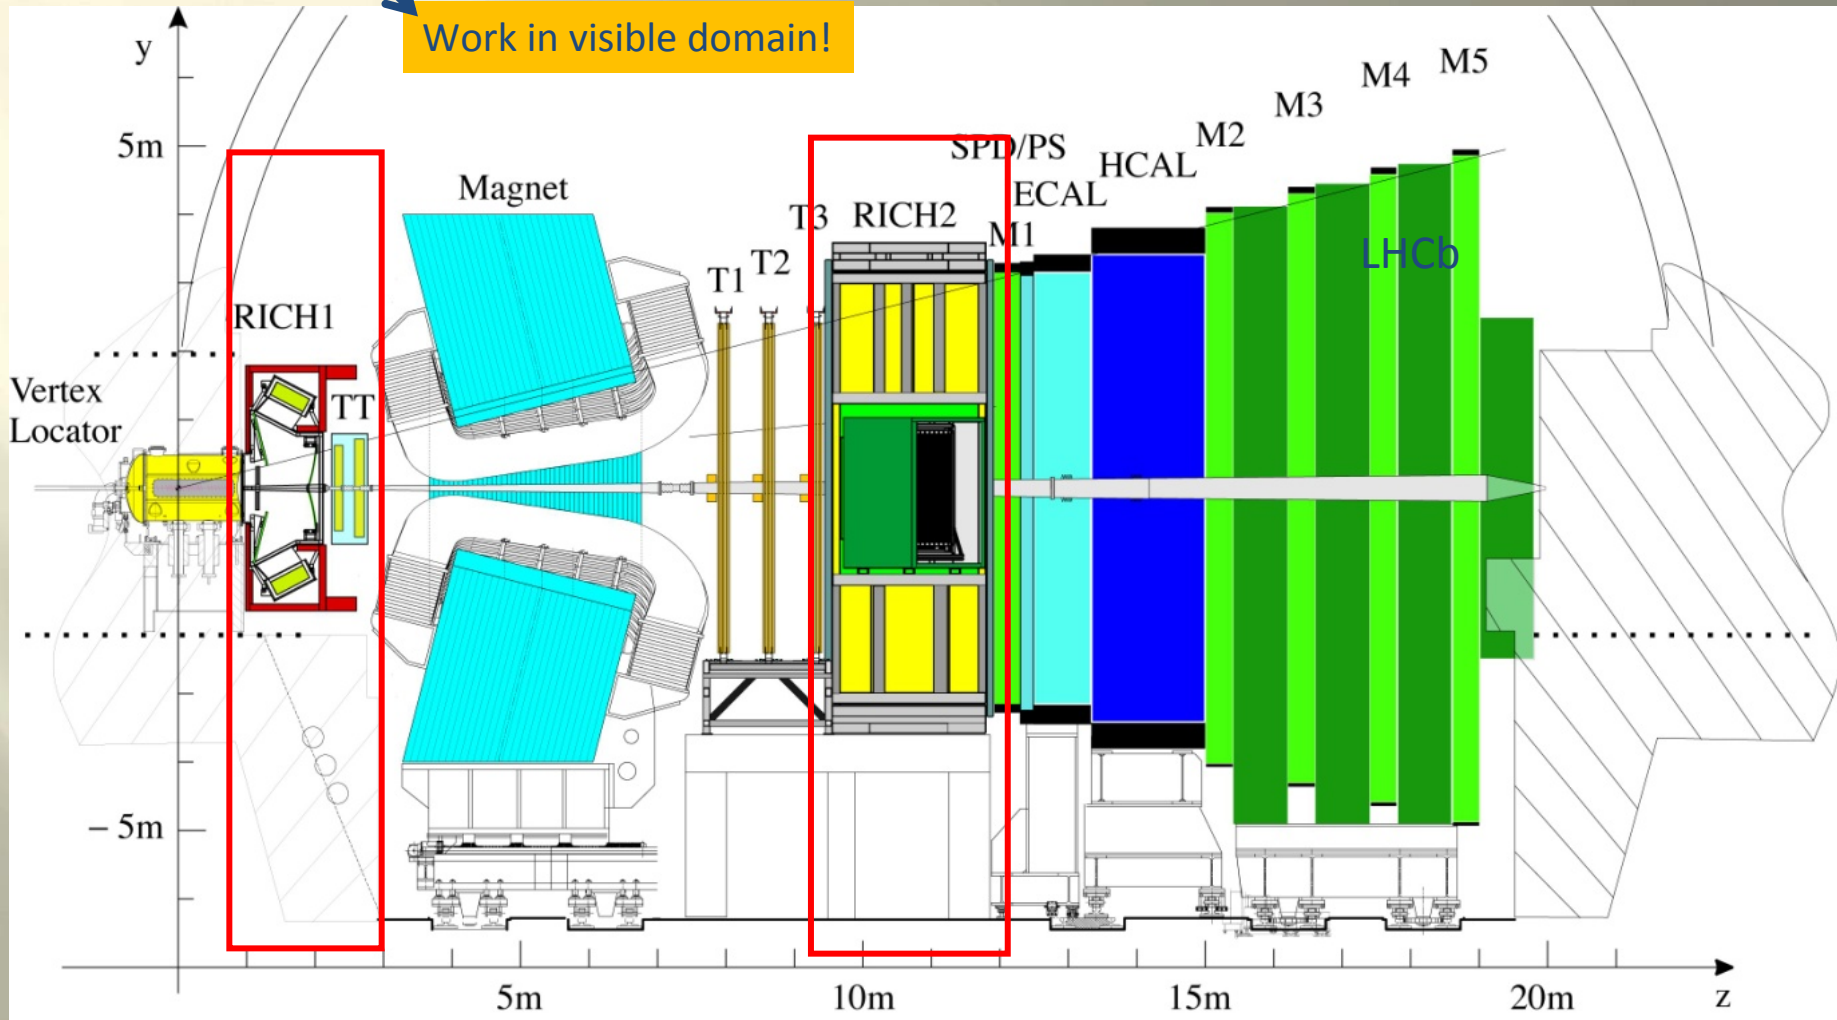 Work in visible domain!
y
5m
Magnet
RICH1
Vertex
Locator
TT
T1
T2
T3
RICH2
SPD/PS
M1
ECAL
HCAL
M2
M3
M4
M5
LHCb
– 5m
5m
10m
15m
20m
z